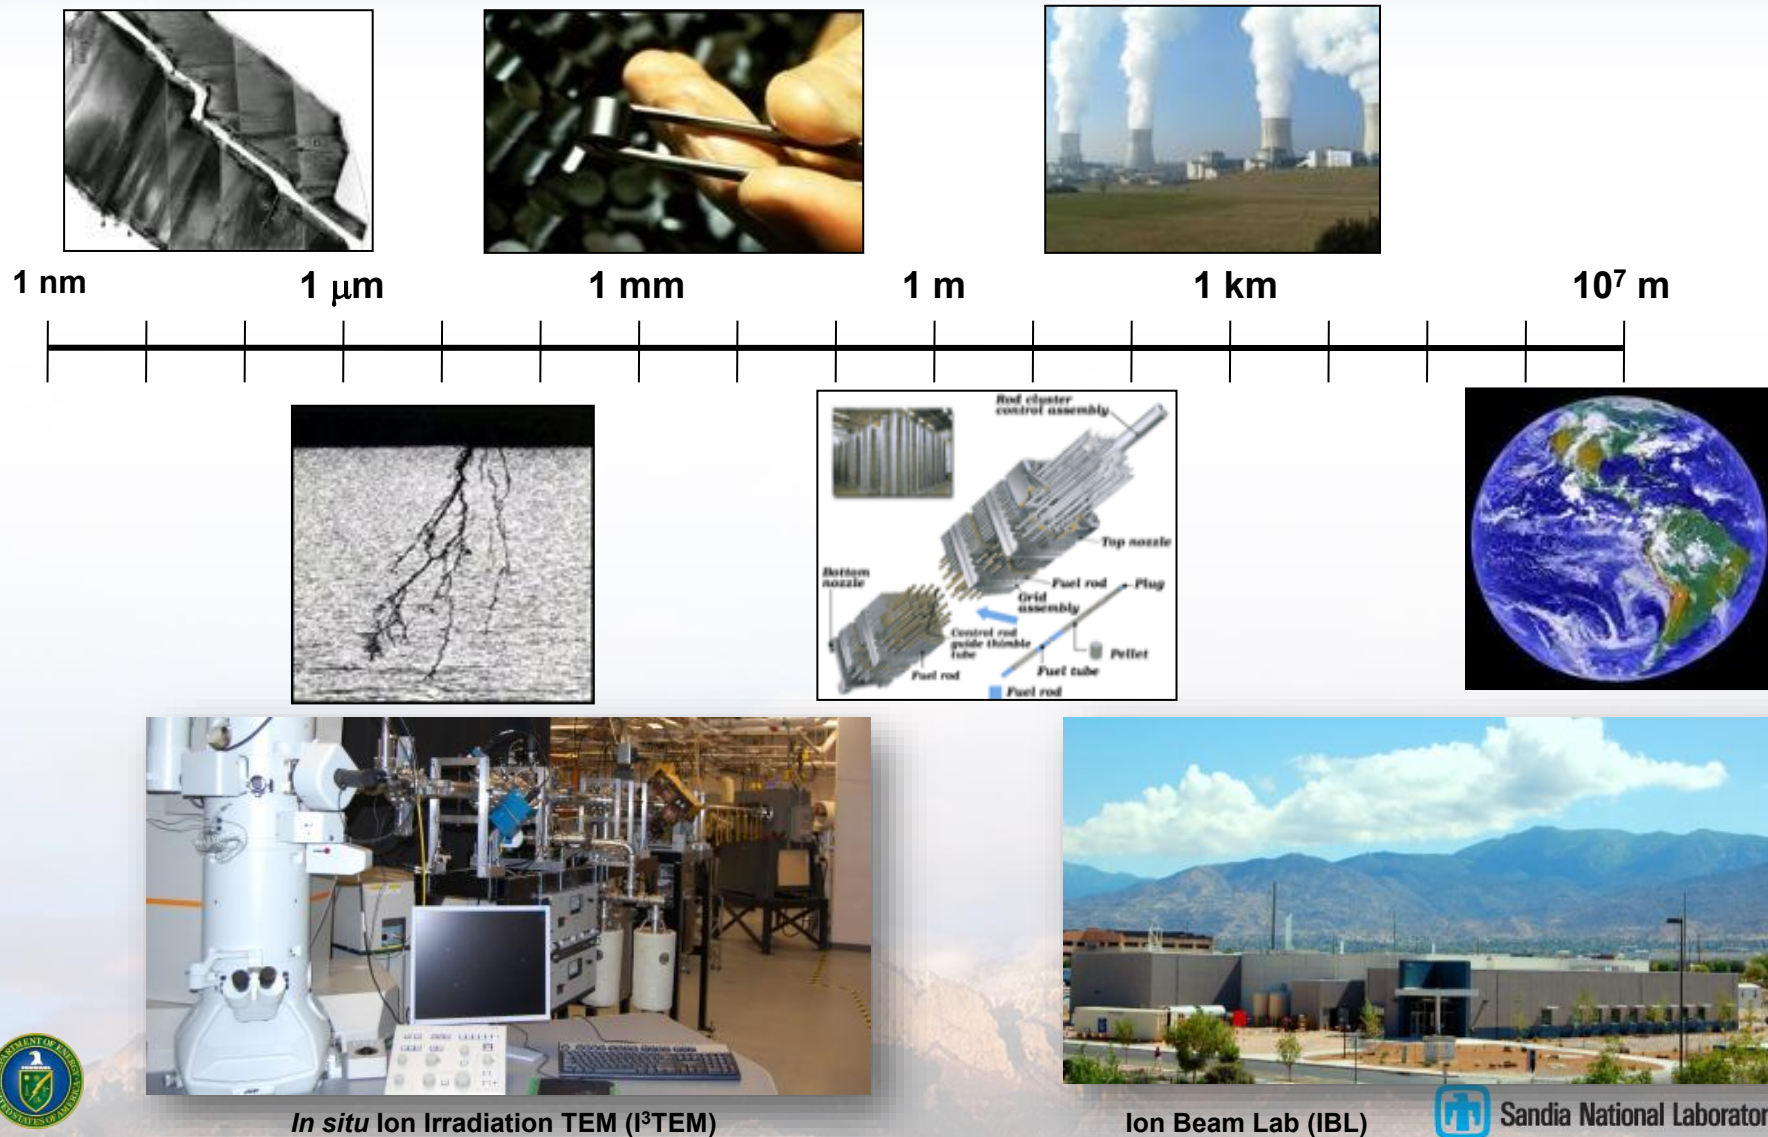 1 nm
1 μm
1 mm
1 m
1 km
10⁷ m
Rod cluster
control assembly
Top nozzle
Bottom
nozzle
Fuel rod
Plug
Grid
assembly
Control rod
guide thimble
tube
Pellet
Fuel rod
Fuel tube
Fuel rod
In situ Ion Irradiation TEM (I³TEM)
Ion Beam Lab (IBL)
Sandia National Laborator